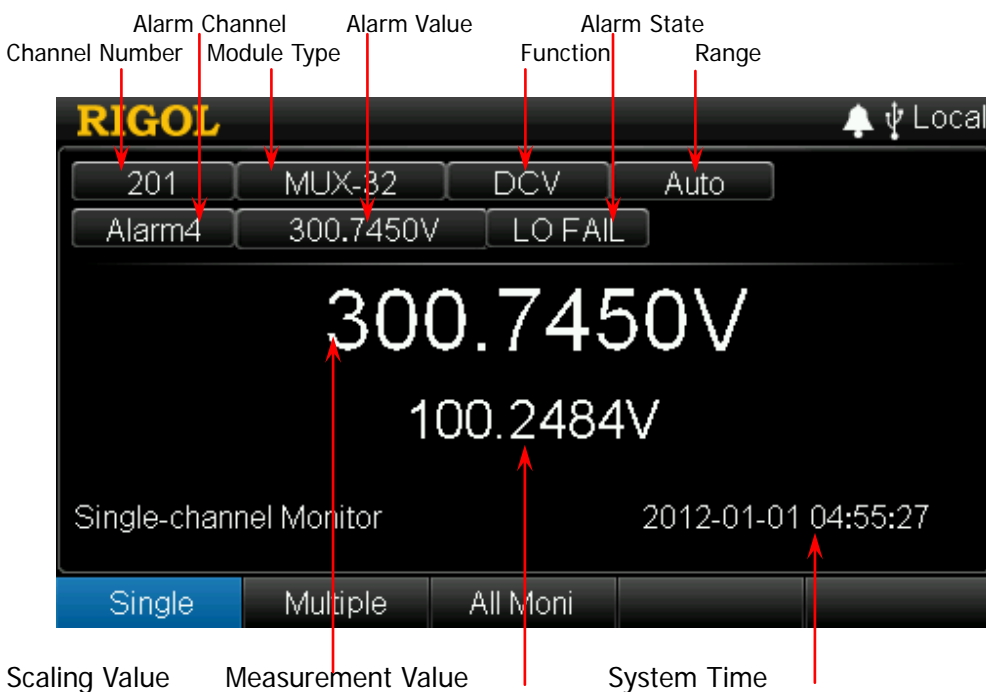 Alarm Channel Alarm Value Alarm State
Channel Number Module Type Function Range
RIGOL Local
201 MUX-32 DCV Auto
Alarm4 300.7450V LO FAIL
300.7450V
100.2484V
Single-channel Monitor 2012-01-01 04:55:27
Single Multiple All Moni
Scaling Value Measurement Value System Time